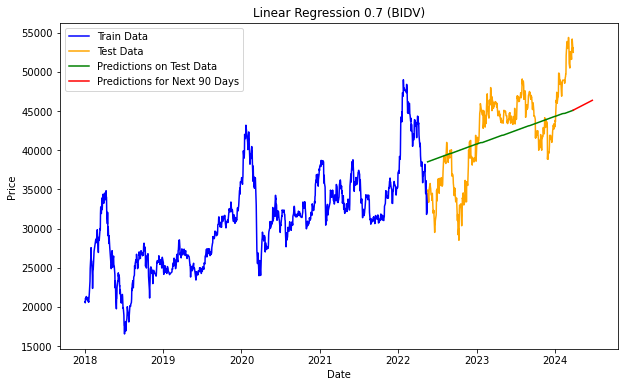 Linear Regression 0.7 (BIDV)
Train Data
Test Data
Predictions on Test Data
Predictions for Next 90 Days
Price
55000
50000
45000
40000
35000
30000
25000
20000
15000
2018
2019
2020
2021
2022
2023
2024
Date